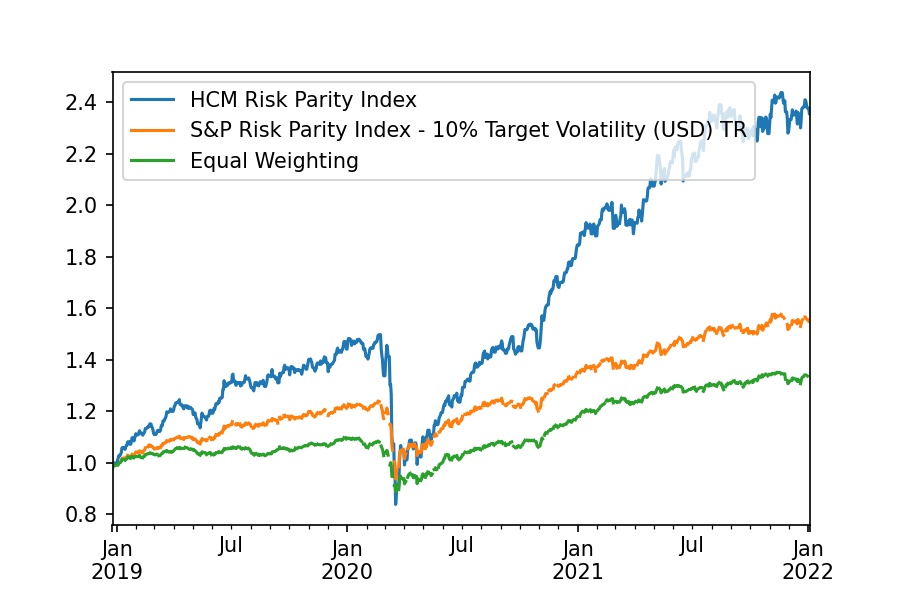 HCM Risk Parity Index
S&P Risk Parity Index - 10% Target Volatility (USD) TR
Equal Weighting
2.4
2.2
2.0
1.8
1.6
1.4
1.2
1.0
0.8
Jan Jul Jan Jul Jan Jul Jan
2019 2020 2021 2022